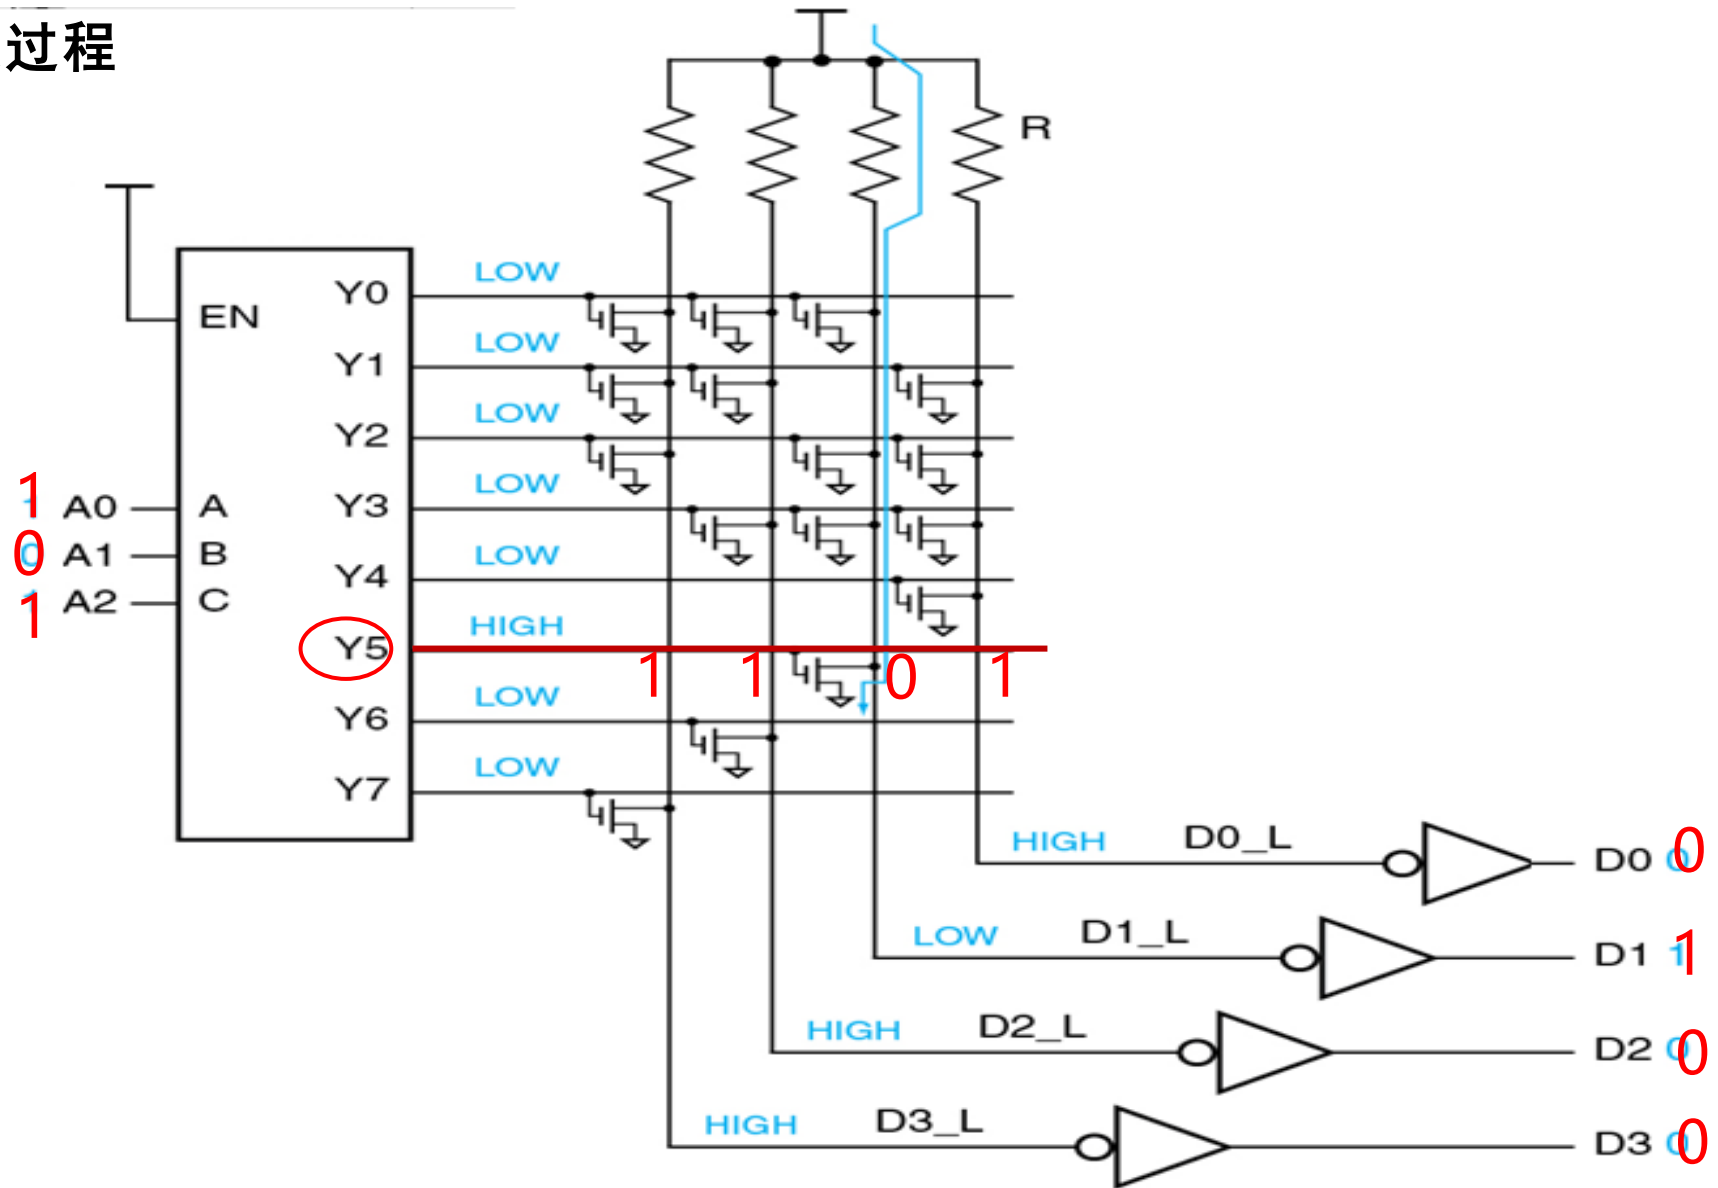 过程
R
LOW
Y0
EN
LOW
Y1
LOW
Y2
LOW
1 A0 A Y3
0 A1 B LOW
Y4
1 A2 C
HIGH
Y5
1 1 0 1
LOW
Y6
LOW
Y7
HIGH D0_L D0 0
LOW D1_L D1 1
HIGH D2_L D2 0
HIGH D3_L D3 0